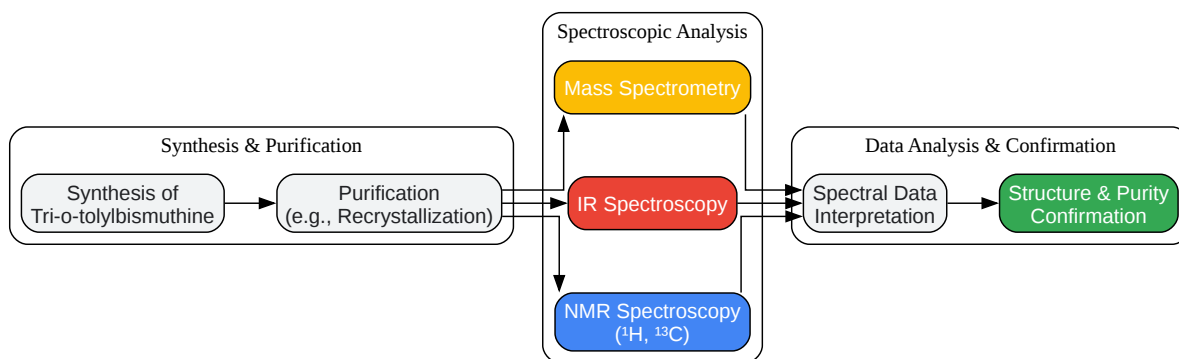 Synthesis & Purification
Synthesis of
Tri-o-tolylbismuthine
Purification
(e.g., Recrystallization)
Spectroscopic Analysis
Mass Spectrometry
IR Spectroscopy
NMR Spectroscopy
(¹H, ¹³C)
Data Analysis & Confirmation
Spectral Data
Interpretation
Structure & Purity
Confirmation